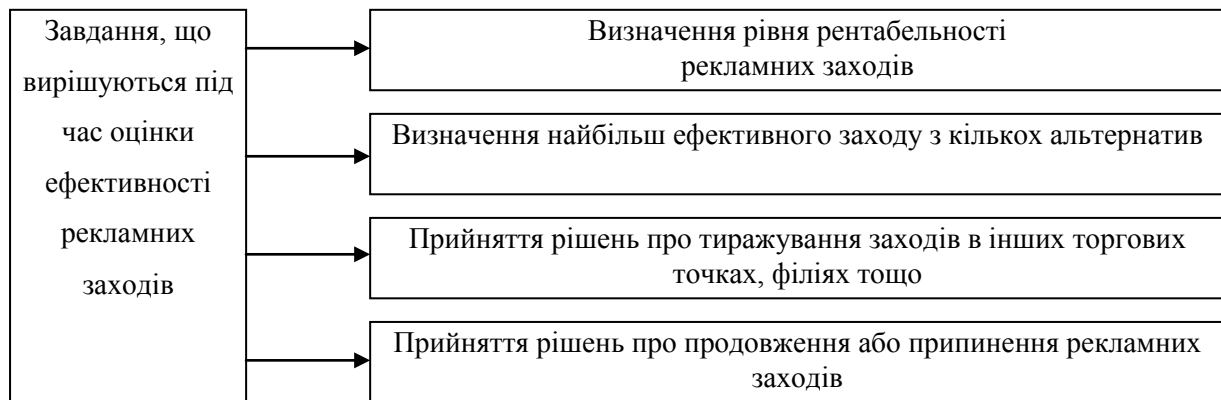 Завдання, що
вирішуються під
час оцінки
ефективності
рекламних
заходів
Визначення рівня рентабельності
рекламних заходів
Визначення найбільш ефективного заходу з кількох альтернатив
Прийняття рішень про тиражування заходів в інших торгових
точках, філіях тощо
Прийняття рішень про продовження або припинення рекламних
заходів